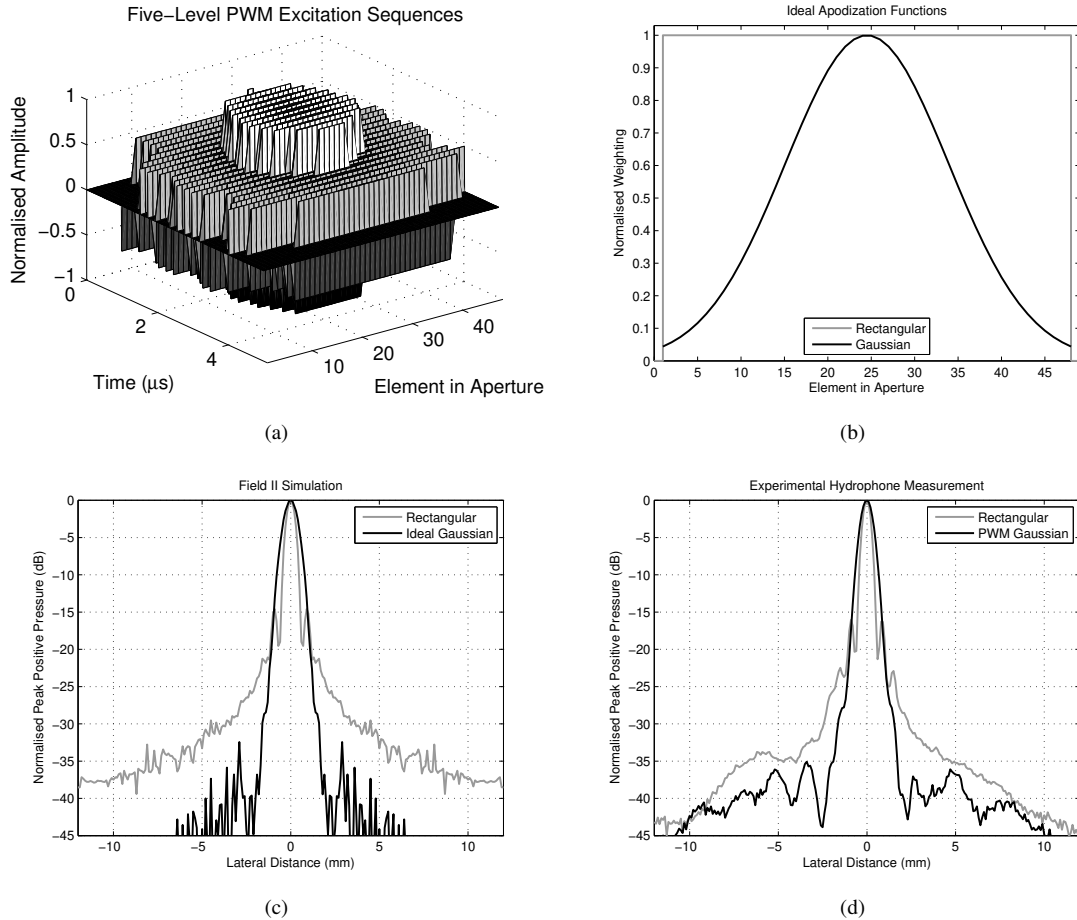 Five−Level PWM Excitation Sequences
Normalised Amplitude
1
0.5
0
−0.5
−1
0
2
4
Time (μs)
10
20
30
40
Element in Aperture
(a)
Ideal Apodization Functions
Normalised Weighting
1
0.9
0.8
0.7
0.6
0.5
0.4
0.3
0.2
0.1
0
Rectangular
Gaussian
0 5 10 15 20 25 30 35 40 45
Element in Aperture
(b)
Field II Simulation
Normalised Peak Positive Pressure (dB)
0
−5
−10
−15
−20
−25
−30
−35
−40
−45
Rectangular
Ideal Gaussian
−10 −5 0 5 10
Lateral Distance (mm)
(c)
Experimental Hydrophone Measurement
Normalised Peak Positive Pressure (dB)
0
−5
−10
−15
−20
−25
−30
−35
−40
−45
Rectangular
PWM Gaussian
−10 −5 0 5 10
Lateral Distance (mm)
(d)